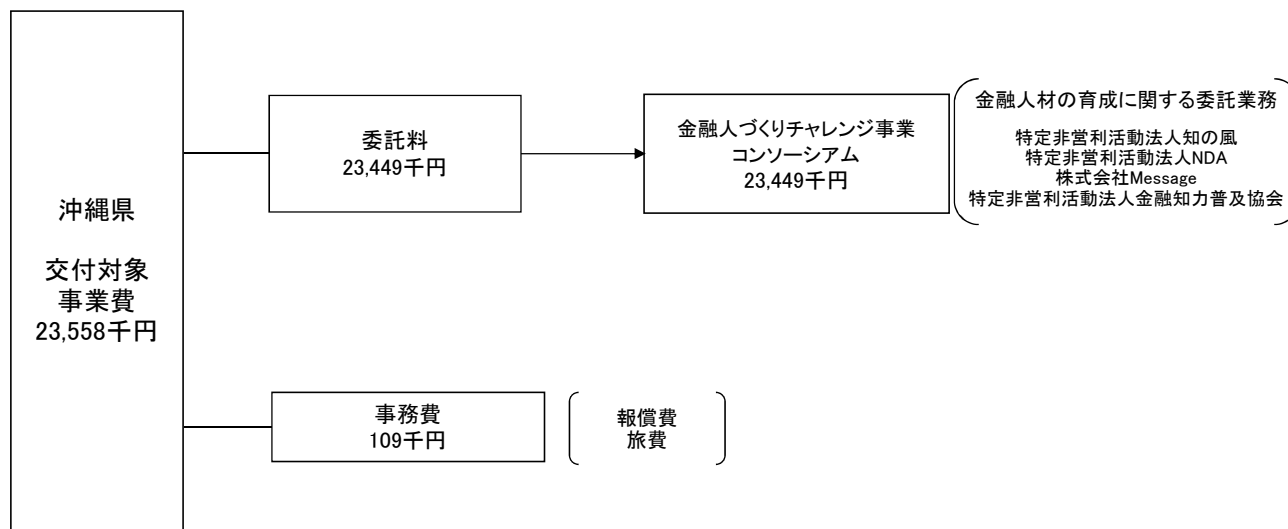 沖縄県
交付対象
事業費
23,558千円
委託料
23,449千円
金融人づくりチャレンジ事業
コンソーシアム
23,449千円
金融人材の育成に関する委託業務
特定非営利活動法人知の風
特定非営利活動法人NDA
株式会社Message
特定非営利活動法人金融知力普及協会
事務費
109千円
報償費
旅費